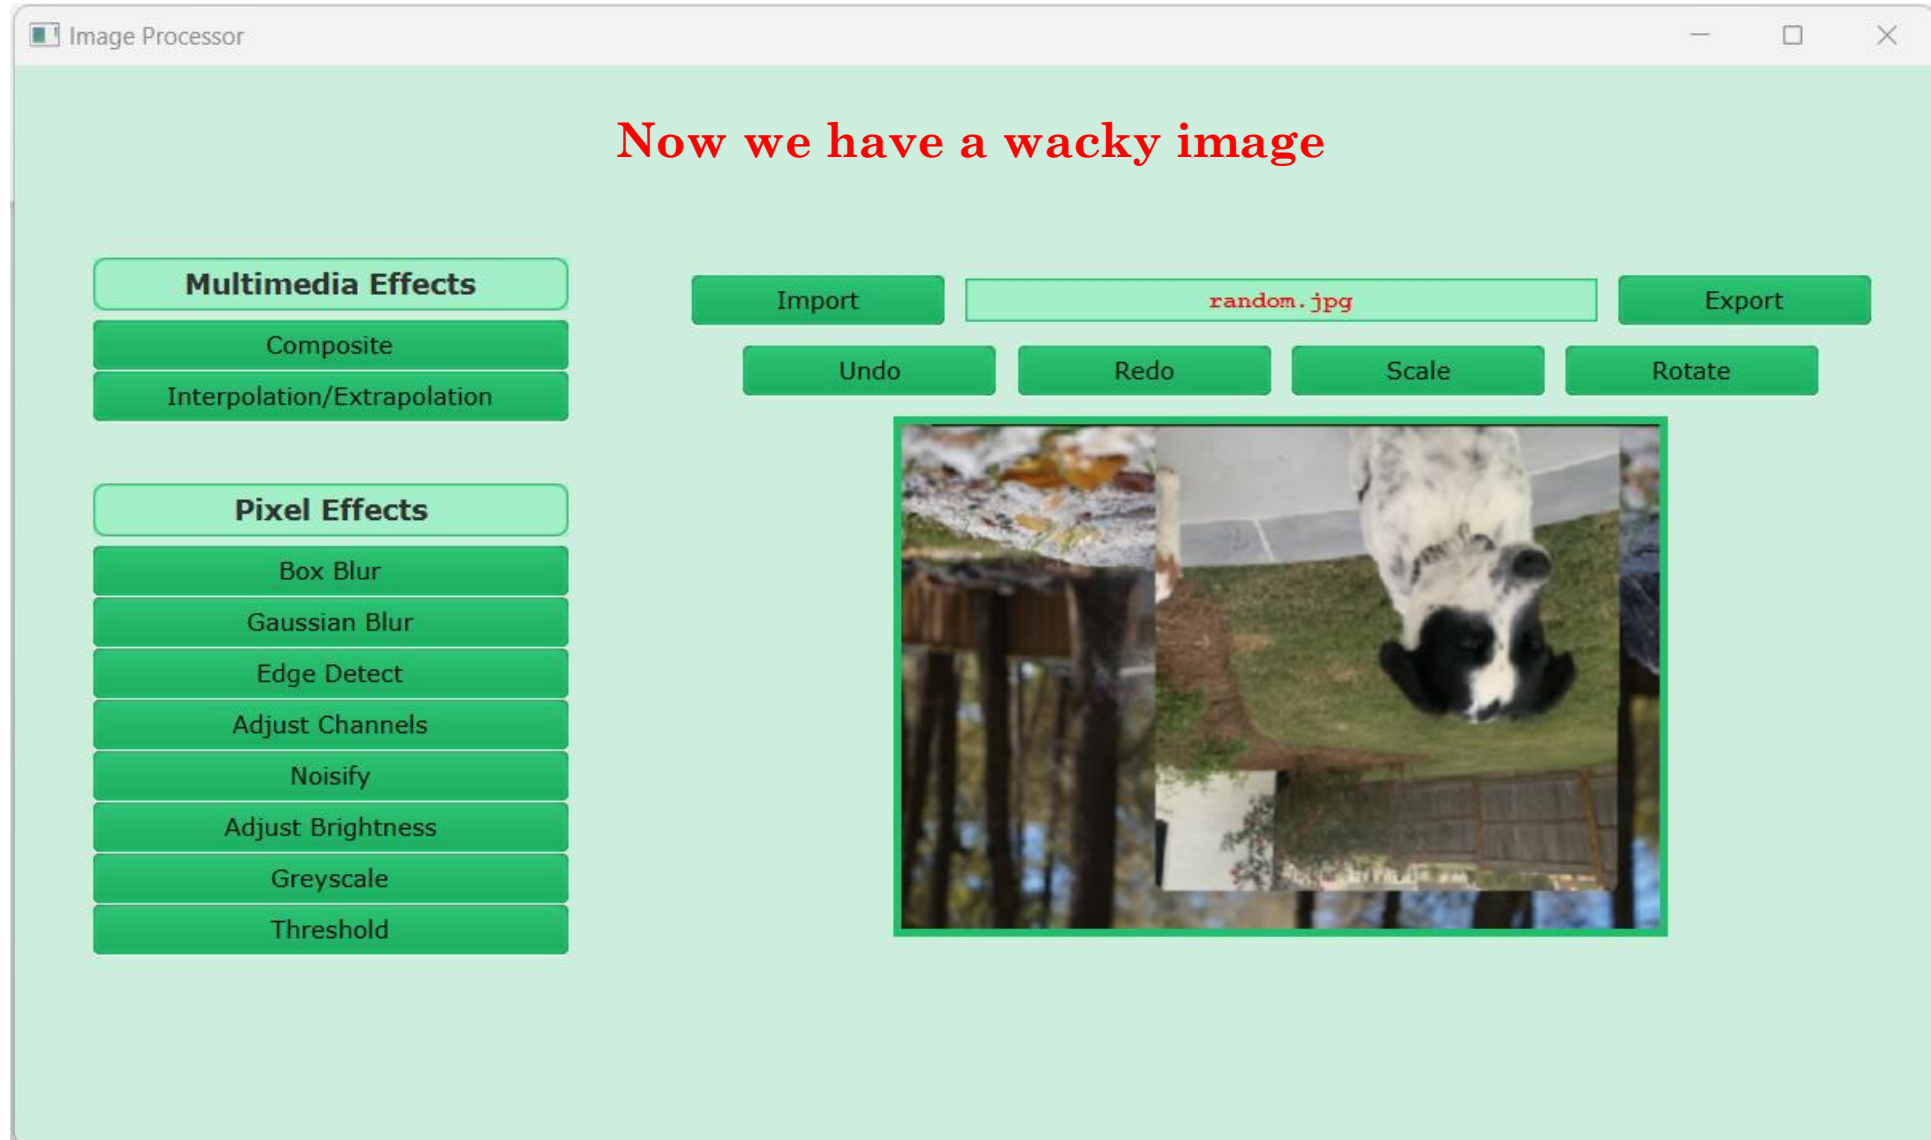 Image Processor
Now we have a wacky image
Multimedia Effects
Composite
Interpolation/Extrapolation
Pixel Effects
Box Blur
Gaussian Blur
Edge Detect
Adjust Channels
Noisify
Adjust Brightness
Greyscale
Threshold
Import
random.jpg
Export
Undo
Redo
Scale
Rotate